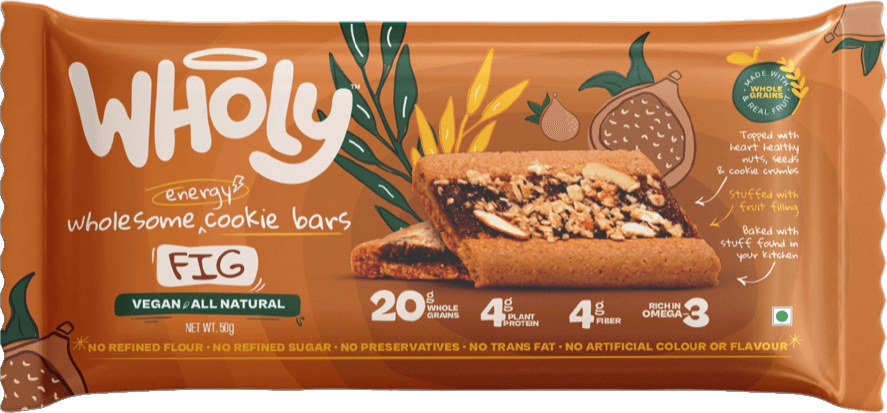 WHOLY™
energy
wholesome cookie bars
FIG
VEGAN ALL NATURAL
NET WT. 50g
MADE WITH
WHOLE
GRAINS
& REAL FRUIT
Topped with
heart healthy
nuts, seeds
& cookie crumbs
Stuffed with
fruit filling
Baked with
stuff found in
your kitchen
20g WHOLE
GRAINS
4g PLANT
PROTEIN
4g FIBER
RICH IN
OMEGA-3
*NO REFINED FLOUR • NO REFINED SUGAR • NO PRESERVATIVES • NO TRANS FAT • NO ARTIFICIAL COLOUR OR FLAVOUR*